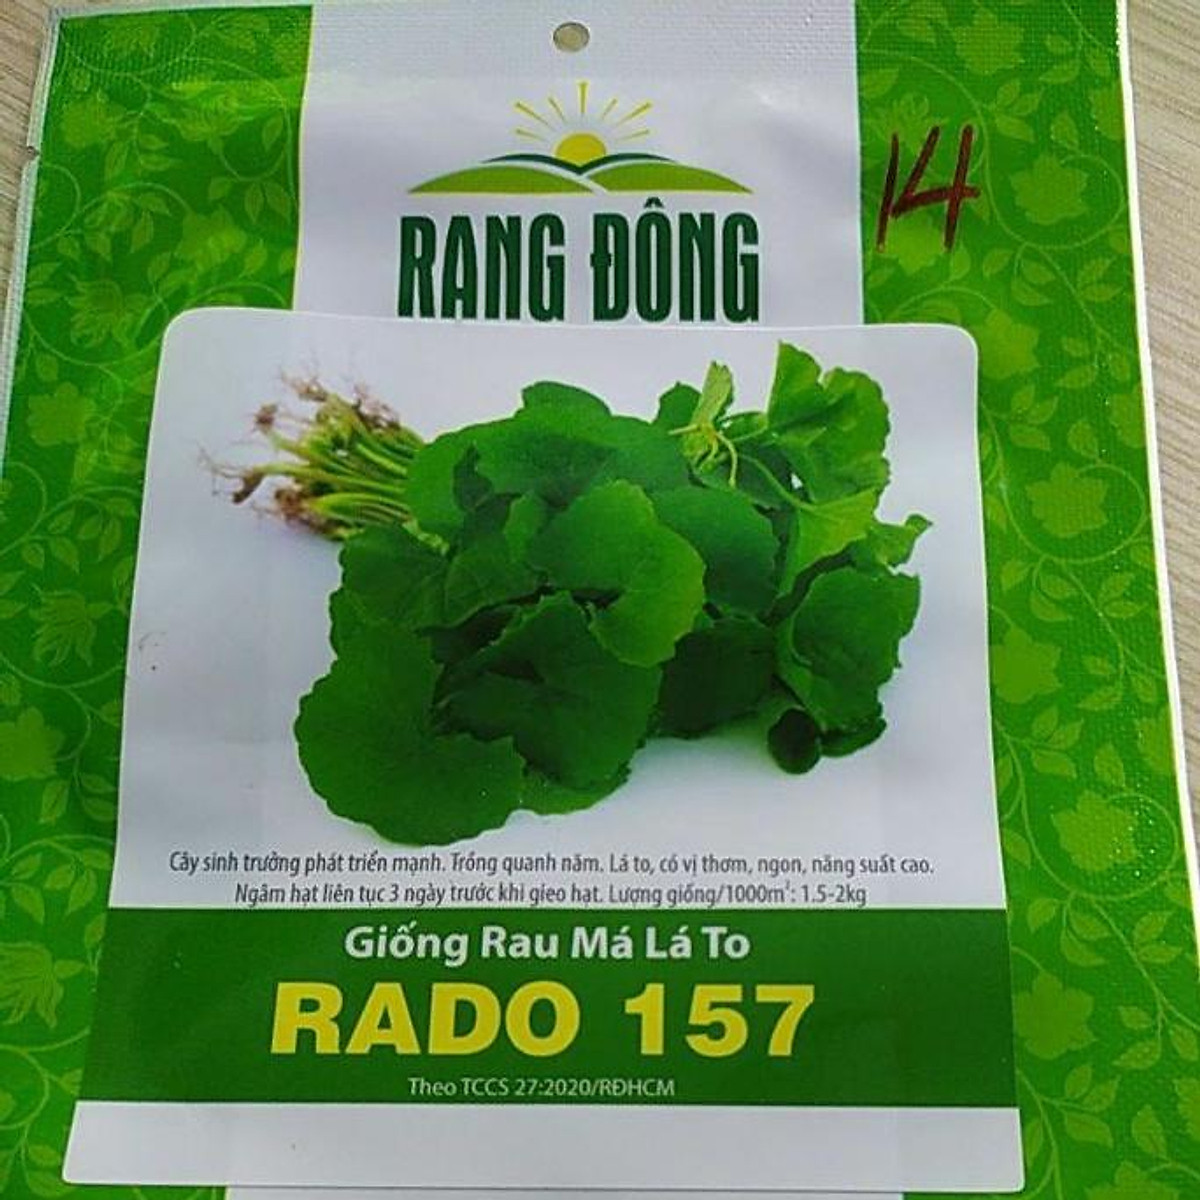 14
RẠNG ĐÔNG
Cây sinh trưởng phát triển mạnh. Trồng quanh năm. Lá to, có vị thơm, ngon, năng suất cao.
Ngâm hạt liên tục 3 ngày trước khi gieo hạt. Lượng giống/1000m²: 1.5-2kg
Giống Rau Má Lá To
RADO 157
Theo TCCS 27:2020/RĐHCM